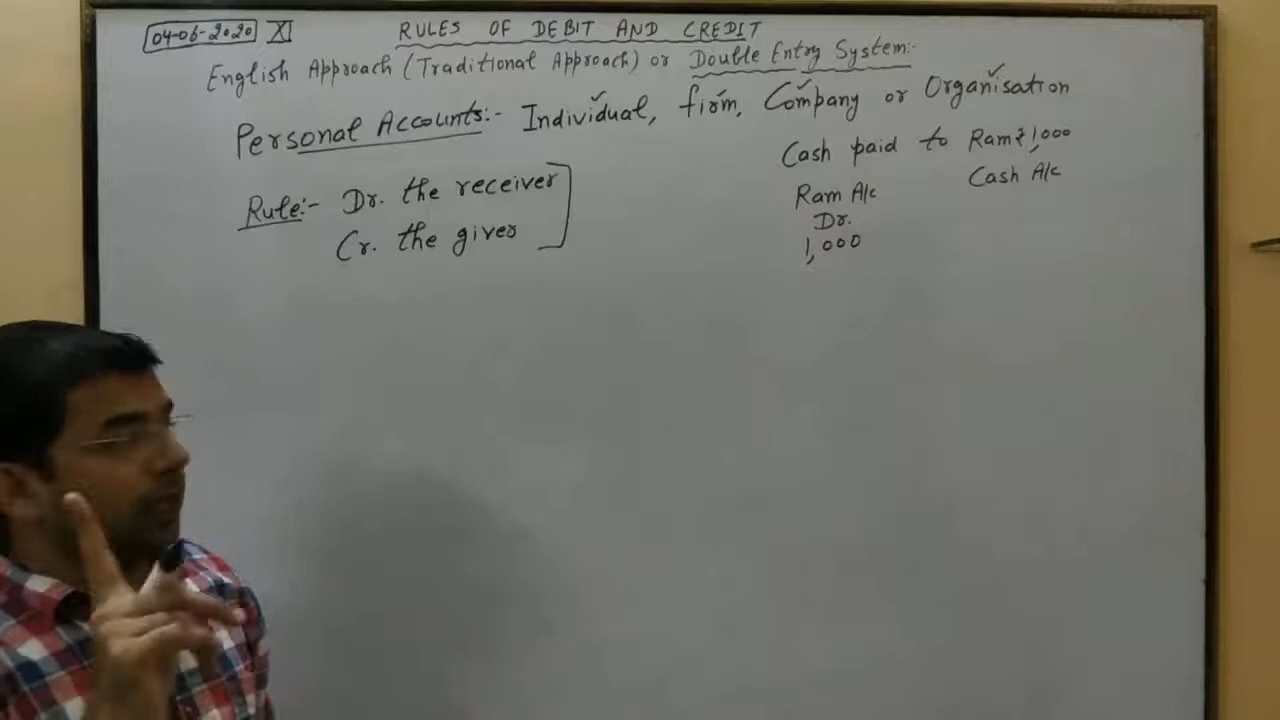 04-06-2020 XI
RULES OF DEBIT AND CREDIT
English Approach (Traditional Approach) or Double Entry System:-
Personal Accounts:- Individual, firm, Company or Organisation
Rule:- Dr. the receiver
Cr. the giver
Cash paid to Ram ₹1,000
Ram A/c Cash A/c
Dr.
1,000